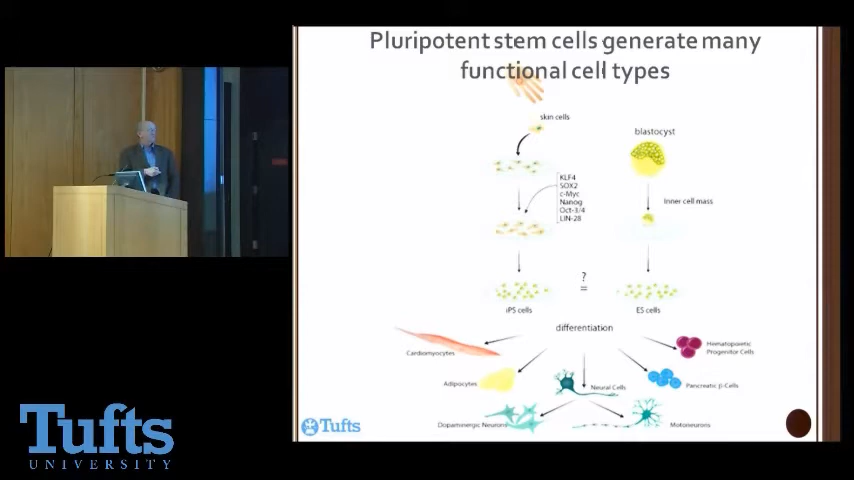 Pluripotent stem cells generate many
functional cell types
skin cells
blastocyst
KLF4
SOX2
c-Myc
Nanog
Oct-3/4
LIN-28
Inner cell mass
?
=
iPS cells
ES cells
differentiation
Cardiomyocytes
Hematopoietic
Progenitor Cells
Adipocytes
Neural Cells
Pancreatic β-Cells
Dopaminergic Neurons
Motoneurons
Tufts
Tufts
UNIVERSITY